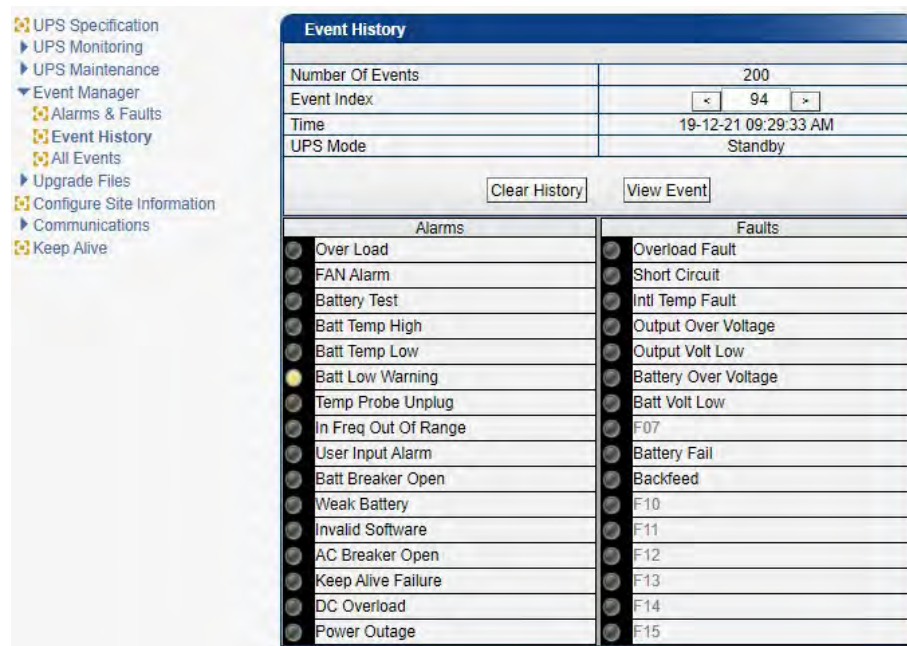 UPS Specification
UPS Monitoring
UPS Maintenance
Event Manager
Alarms & Faults
Event History
All Events
Upgrade Files
Configure Site Information
Communications
Keep Alive
Event History
Number Of Events 200
Event Index < 94 >
Time 19-12-21 09:29:33 AM
UPS Mode Standby
Clear History View Event
Alarms Faults
Over Load Overload Fault
FAN Alarm Short Circuit
Battery Test Intl Temp Fault
Batt Temp High Output Over Voltage
Batt Temp Low Output Volt Low
Batt Low Warning Battery Over Voltage
Temp Probe Unplug Batt Volt Low
In Freq Out Of Range F07
User Input Alarm Battery Fail
Batt Breaker Open Backfeed
Weak Battery F10
Invalid Software F11
AC Breaker Open F12
Keep Alive Failure F13
DC Overload F14
Power Outage F15